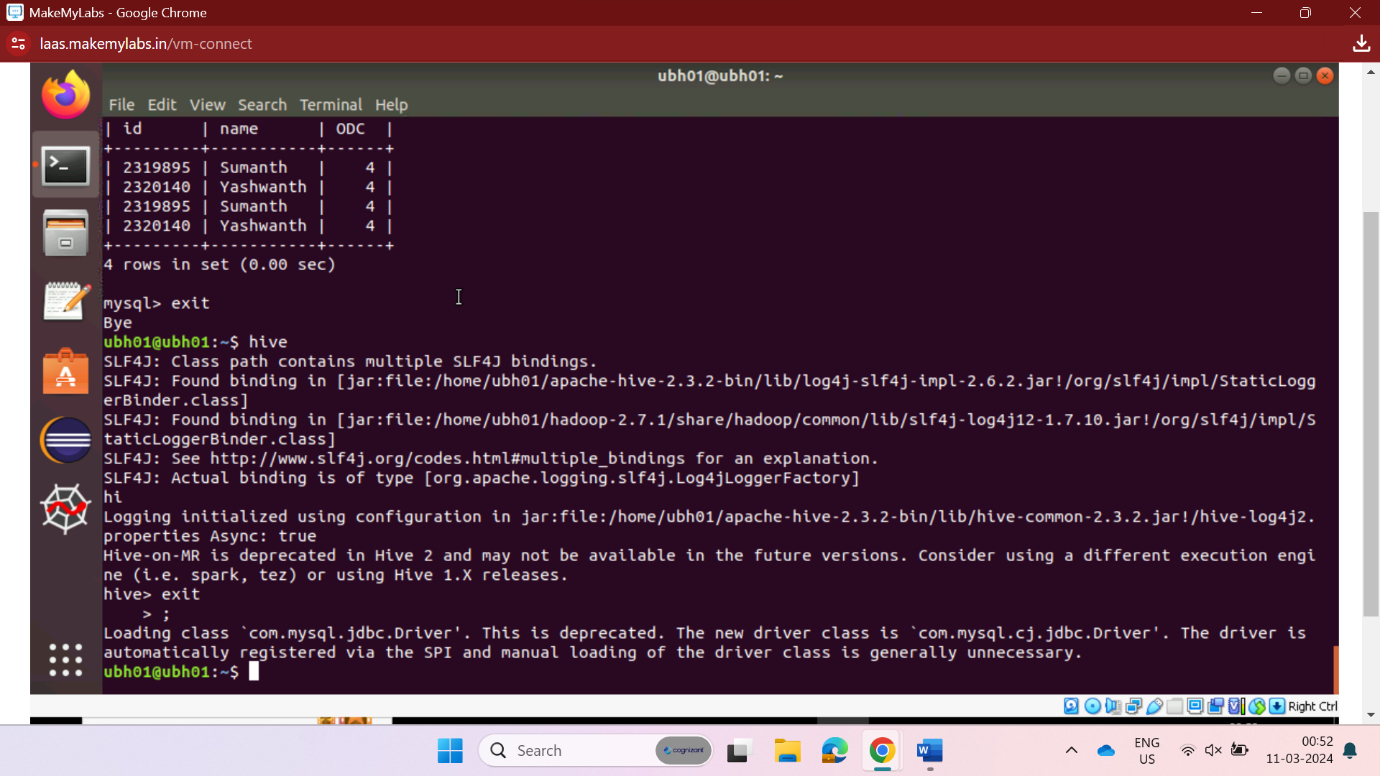 MakeMyLabs - Google Chrome
laas.makemylabs.in/vm-connect
ubh01@ubh01: ~
File Edit View Search Terminal Help
| id | name | ODC |
+---------+-----------+------+
| 2319895 | Sumanth | 4 |
| 2320140 | Yashwanth | 4 |
| 2319895 | Sumanth | 4 |
| 2320140 | Yashwanth | 4 |
+---------+-----------+------+
4 rows in set (0.00 sec)
mysql> exit
Bye
ubh01@ubh01:~$ hive
SLF4J: Class path contains multiple SLF4J bindings.
SLF4J: Found binding in [jar:file:/home/ubh01/apache-hive-2.3.2-bin/lib/log4j-slf4j-impl-2.6.2.jar!/org/slf4j/impl/StaticLogg
erBinder.class]
SLF4J: Found binding in [jar:file:/home/ubh01/hadoop-2.7.1/share/hadoop/common/lib/slf4j-log4j12-1.7.10.jar!/org/slf4j/impl/S
taticLoggerBinder.class]
SLF4J: See http://www.slf4j.org/codes.html#multiple_bindings for an explanation.
SLF4J: Actual binding is of type [org.apache.logging.slf4j.Log4jLoggerFactory]
hi
Logging initialized using configuration in jar:file:/home/ubh01/apache-hive-2.3.2-bin/lib/hive-common-2.3.2.jar!/hive-log4j2.
properties Async: true
Hive-on-MR is deprecated in Hive 2 and may not be available in the future versions. Consider using a different execution engi
ne (i.e. spark, tez) or using Hive 1.X releases.
hive> exit
> ;
Loading class `com.mysql.jdbc.Driver'. This is deprecated. The new driver class is `com.mysql.cj.jdbc.Driver'. The driver is
automatically registered via the SPI and manual loading of the driver class is generally unnecessary.
ubh01@ubh01:~$
Right Ctrl
Search
cognizant
ENG
US
00:52
11-03-2024